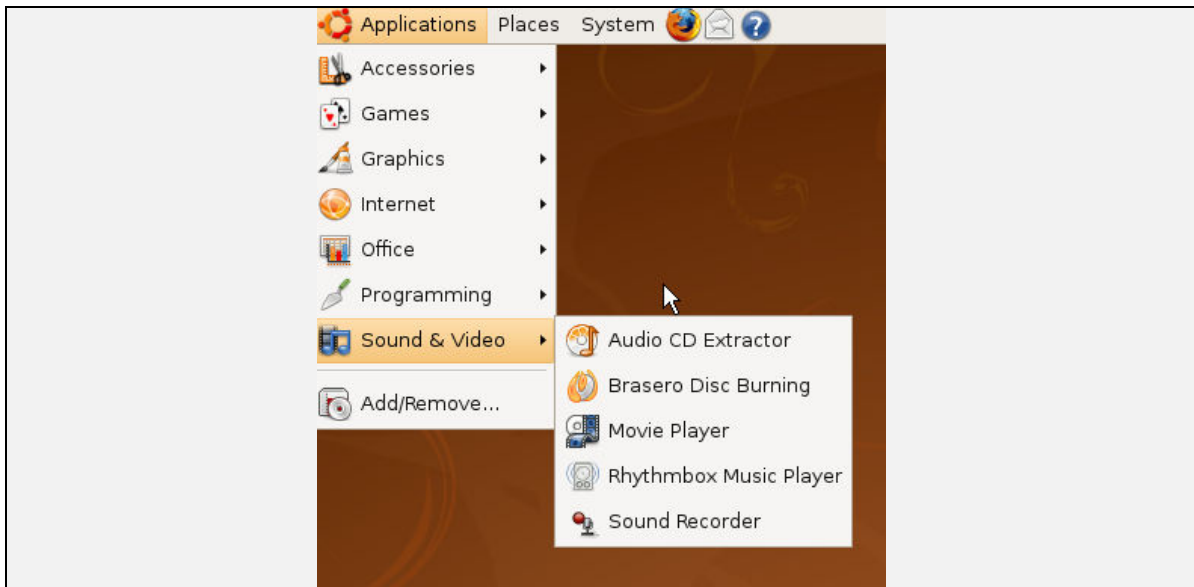 Applications Places System
Accessories
Games
Graphics
Internet
Office
Programming
Sound & Video
Add/Remove...
Audio CD Extractor
Brasero Disc Burning
Movie Player
Rhythmbox Music Player
Sound Recorder